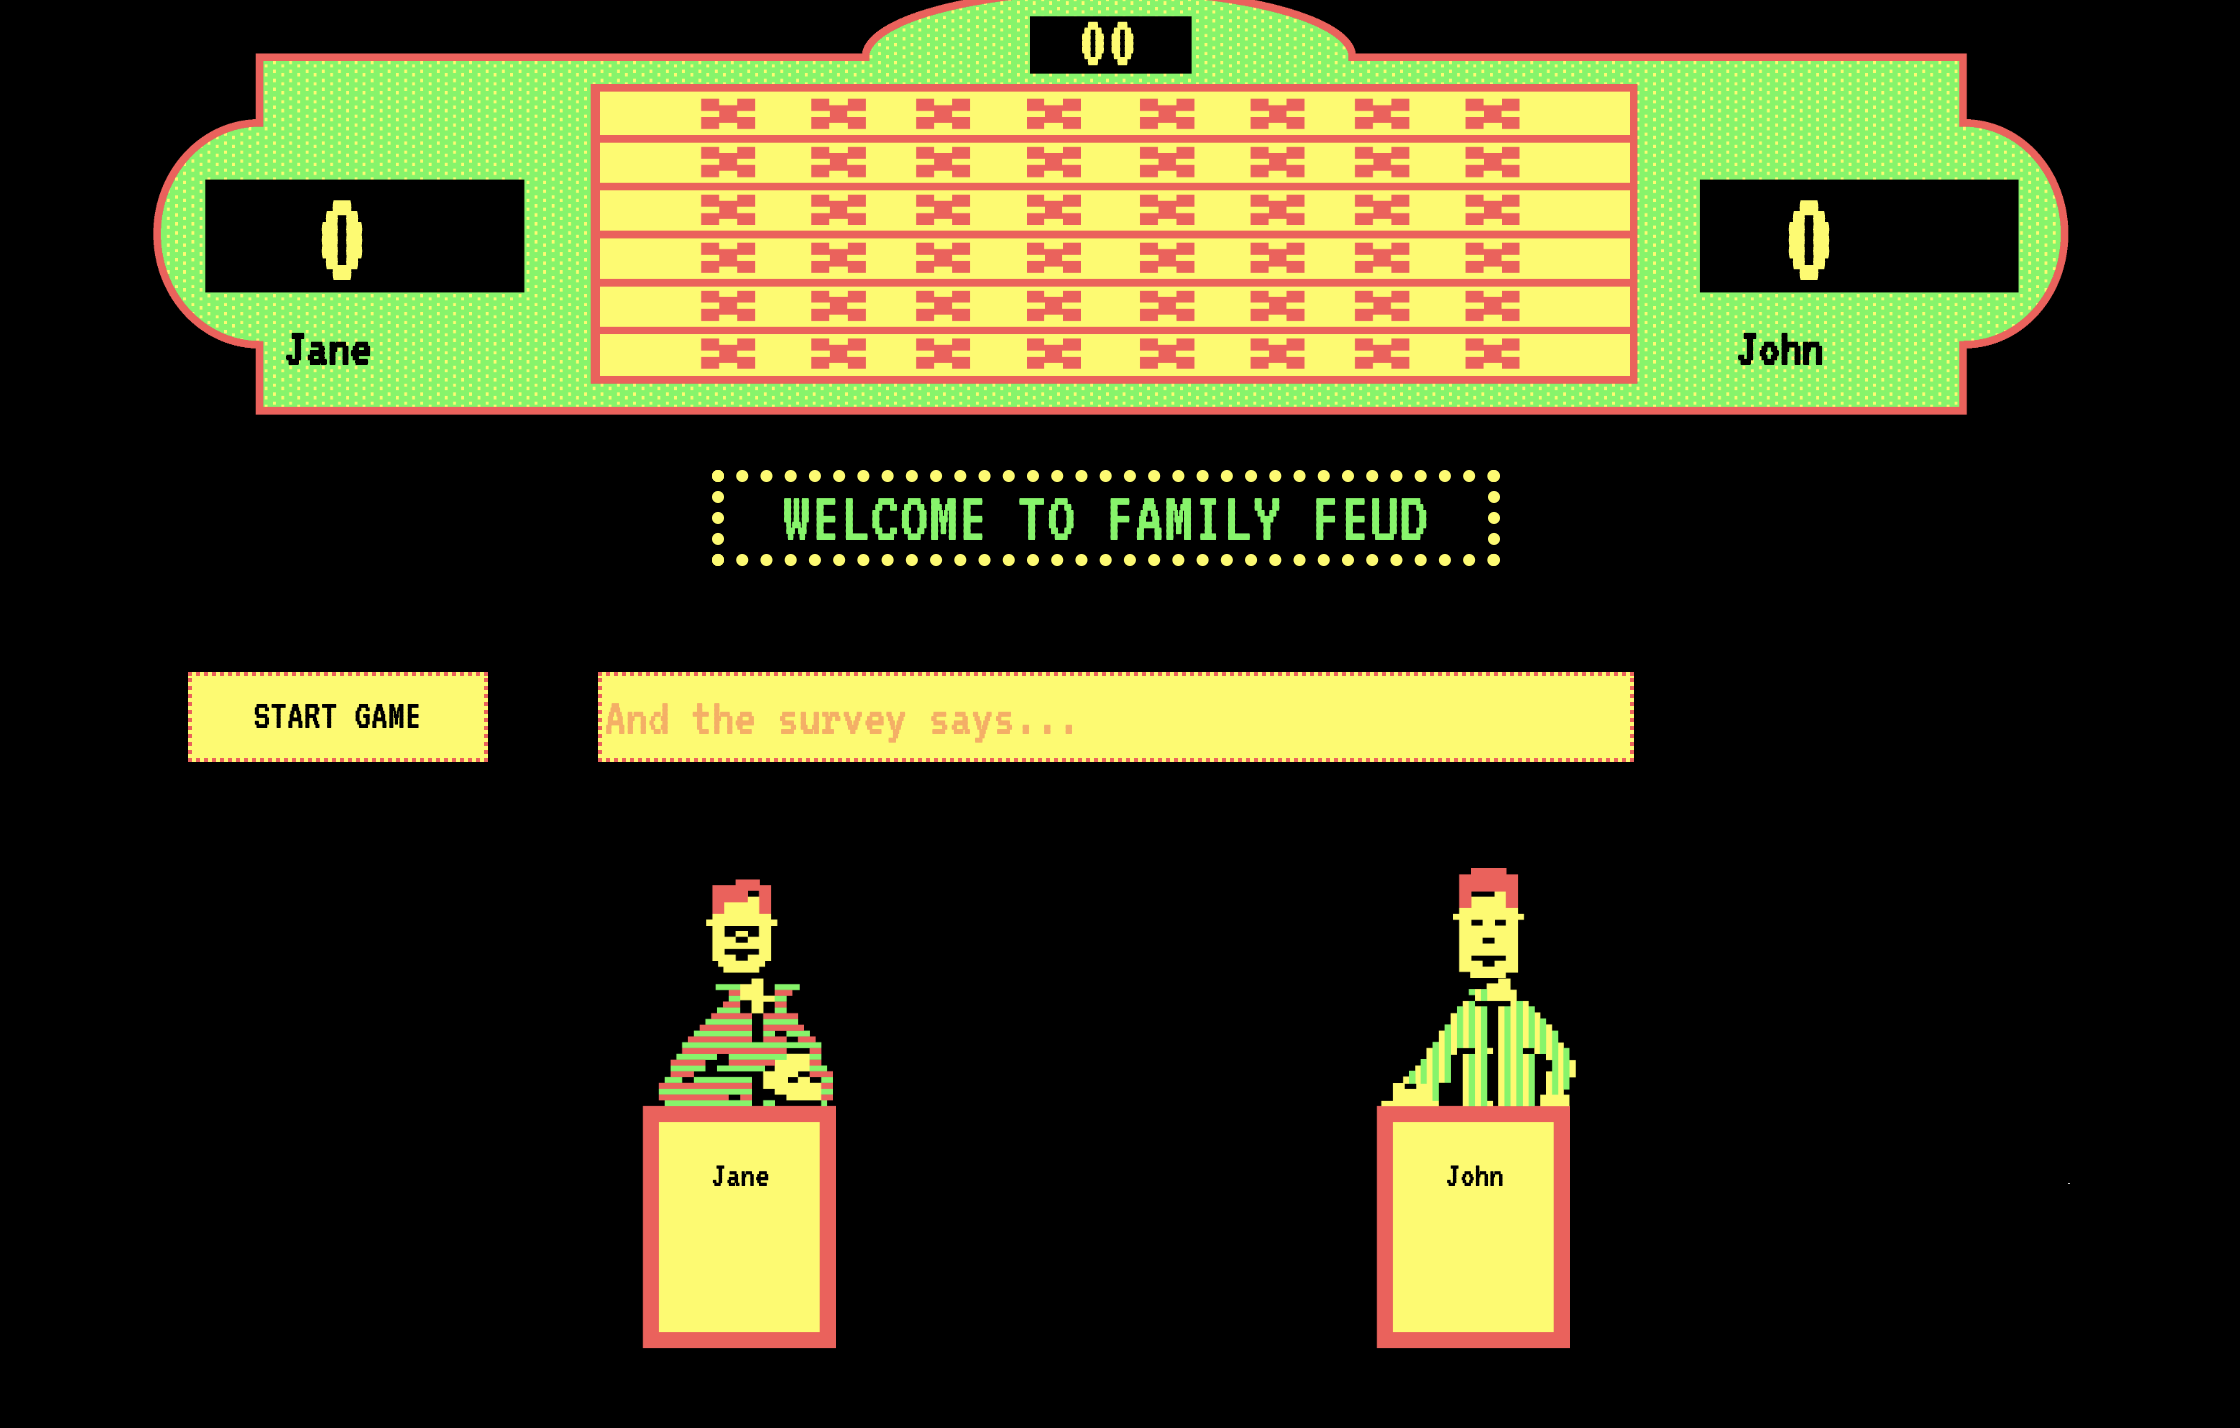 00
0
0
Jane
John
WELCOME TO FAMILY FEUD
START GAME
And the survey says...
Jane
John